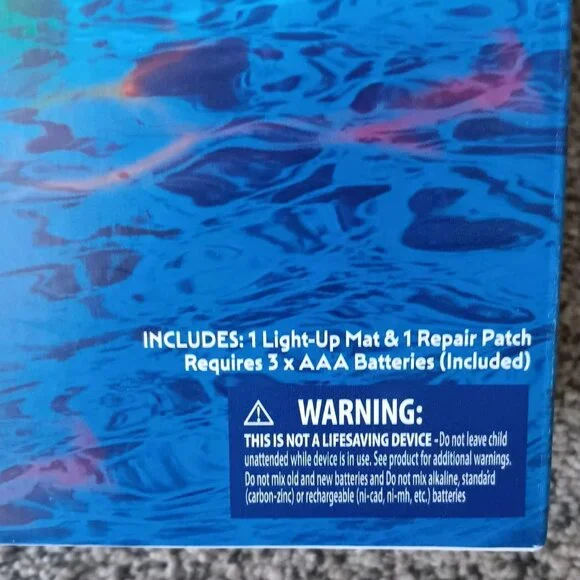 INCLUDES: 1 Light-Up Mat & 1 Repair Patch
Requires 3 x AAA Batteries (Included)
WARNING:
THIS IS NOT A LIFESAVING DEVICE - Do not leave child
unattended while device is in use. See product for additional warnings.
Do not mix old and new batteries and Do not mix alkaline, standard
(carbon-zinc) or rechargeable (ni-cad, ni-mh, etc.) batteries